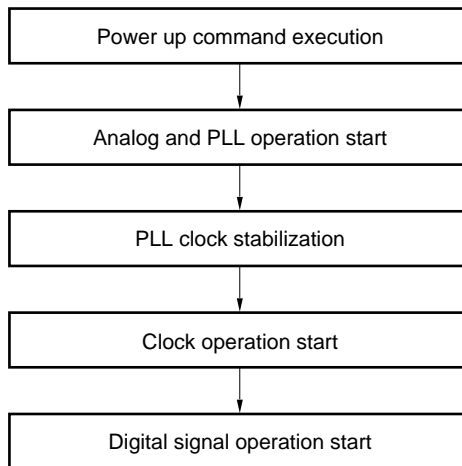 Power up command execution
Analog and PLL operation start
PLL clock stabilization
Clock operation start
Digital signal operation start